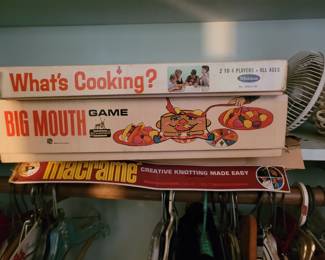 What's Cooking?
2 TO 4 PLAYERS • ALL AGES
BIG MOUTH
GAME
macramé
CREATIVE KNOTTING MADE EASY